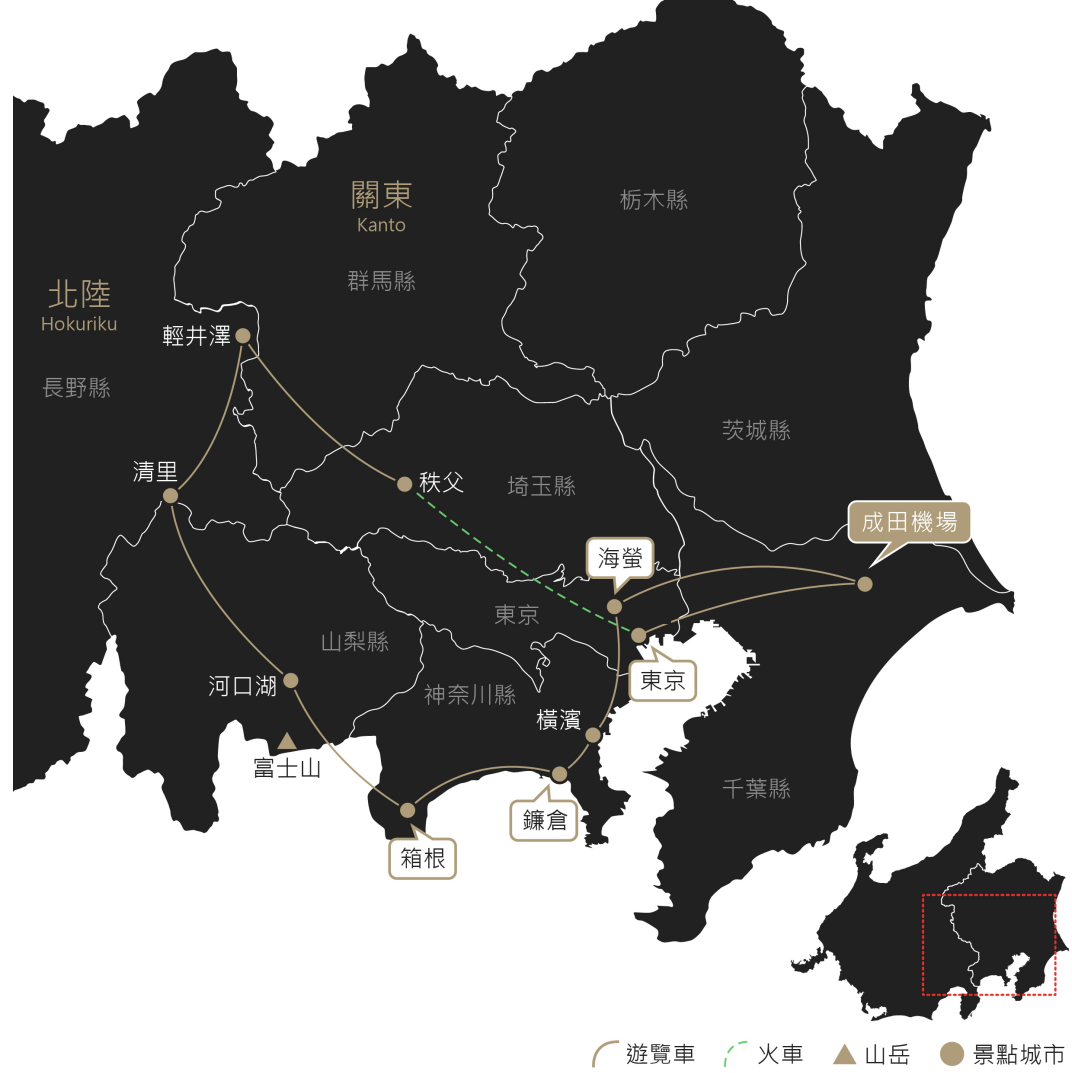 關東
Kanto
栃木縣
群馬縣
北陸
Hokuriku
輕井澤
長野縣
茨城縣
清里
秩父
埼玉縣
成田機場
海螢
東京
山梨縣
東京
河口湖
神奈川縣
橫濱
富士山
千葉縣
鐮倉
箱根
遊覽車
火車
山岳
景點城市